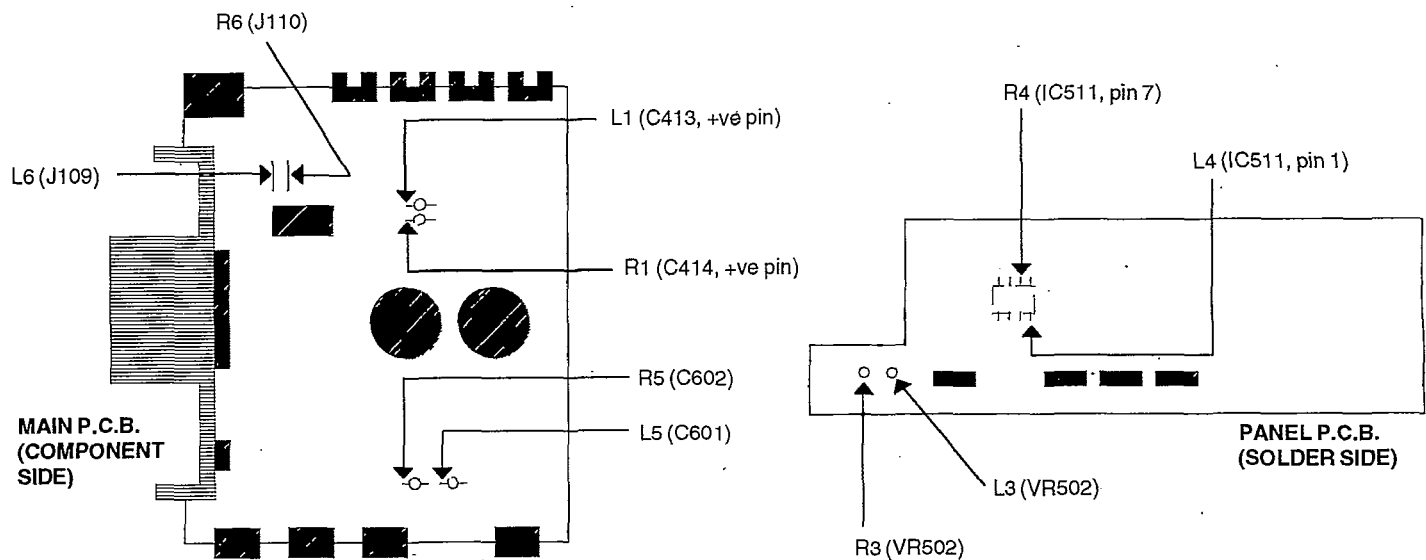 R6 (J110)
L1 (C413, +ve pin)
L6 (J109)
R1 (C414, +ve pin)
R5 (C602)
L5 (C601)
MAIN P.C.B.
(COMPONENT
SIDE)
R4 (IC511, pin 7)
L4 (IC511, pin 1)
PANEL P.C.B.
(SOLDER SIDE)
L3 (VR502)
R3 (VR502)